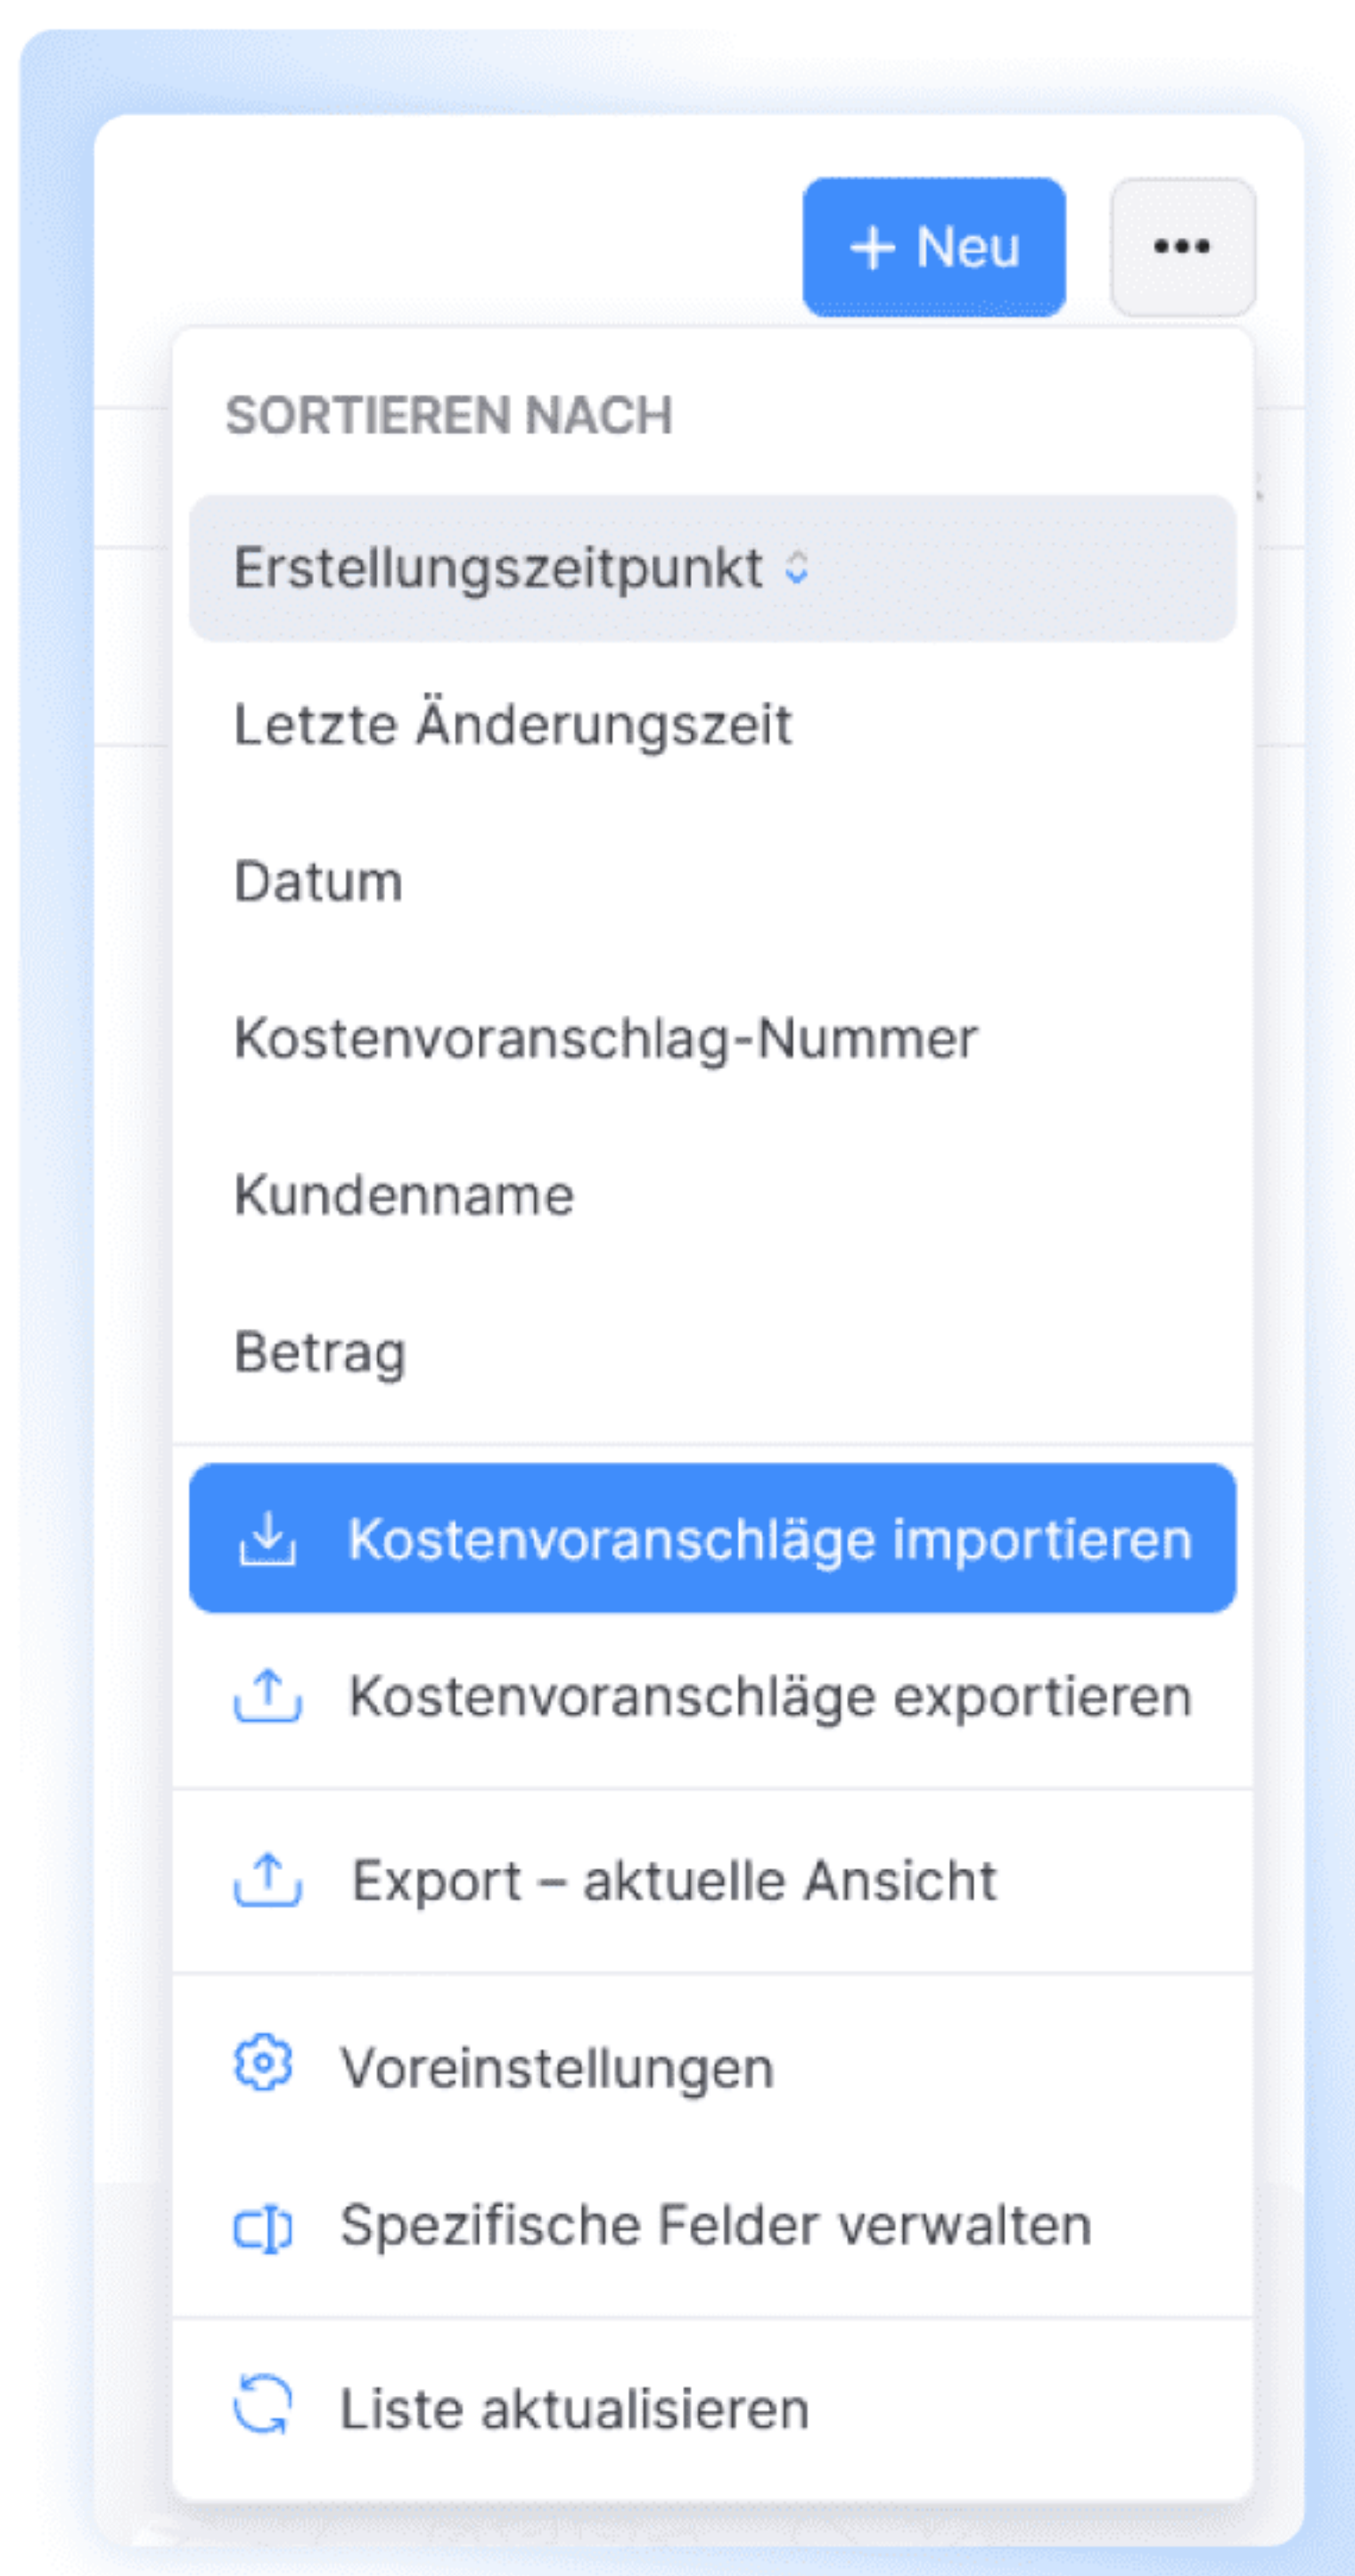 + Neu
SORTIEREN NACH
Erstellungszeitpunkt
Letzte Änderungszeit
Datum
Kostenvoranschlag-Nummer
Kundenname
Betrag
Kostenvoranschläge importieren
Kostenvoranschläge exportieren
Export – aktuelle Ansicht
Voreinstellungen
Spezifische Felder verwalten
Liste aktualisieren